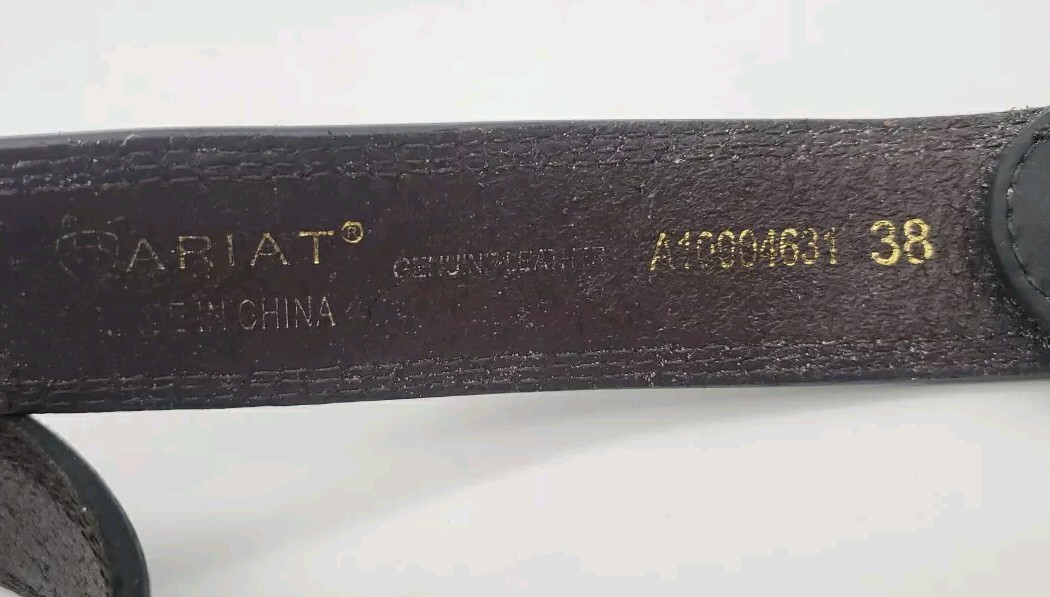 ARIAT® GENUINE LEATHER A10004631 38
MADE IN CHINA